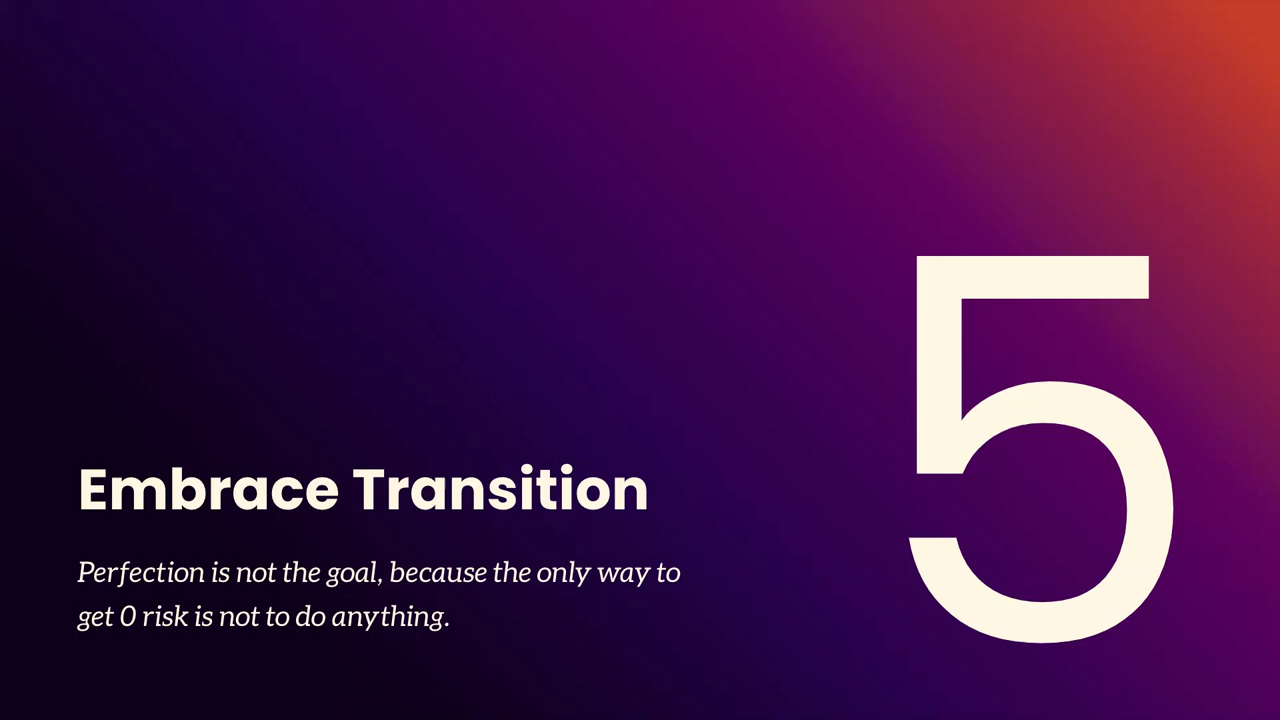 Embrace Transition
Perfection is not the goal, because the only way to
get 0 risk is not to do anything.
5